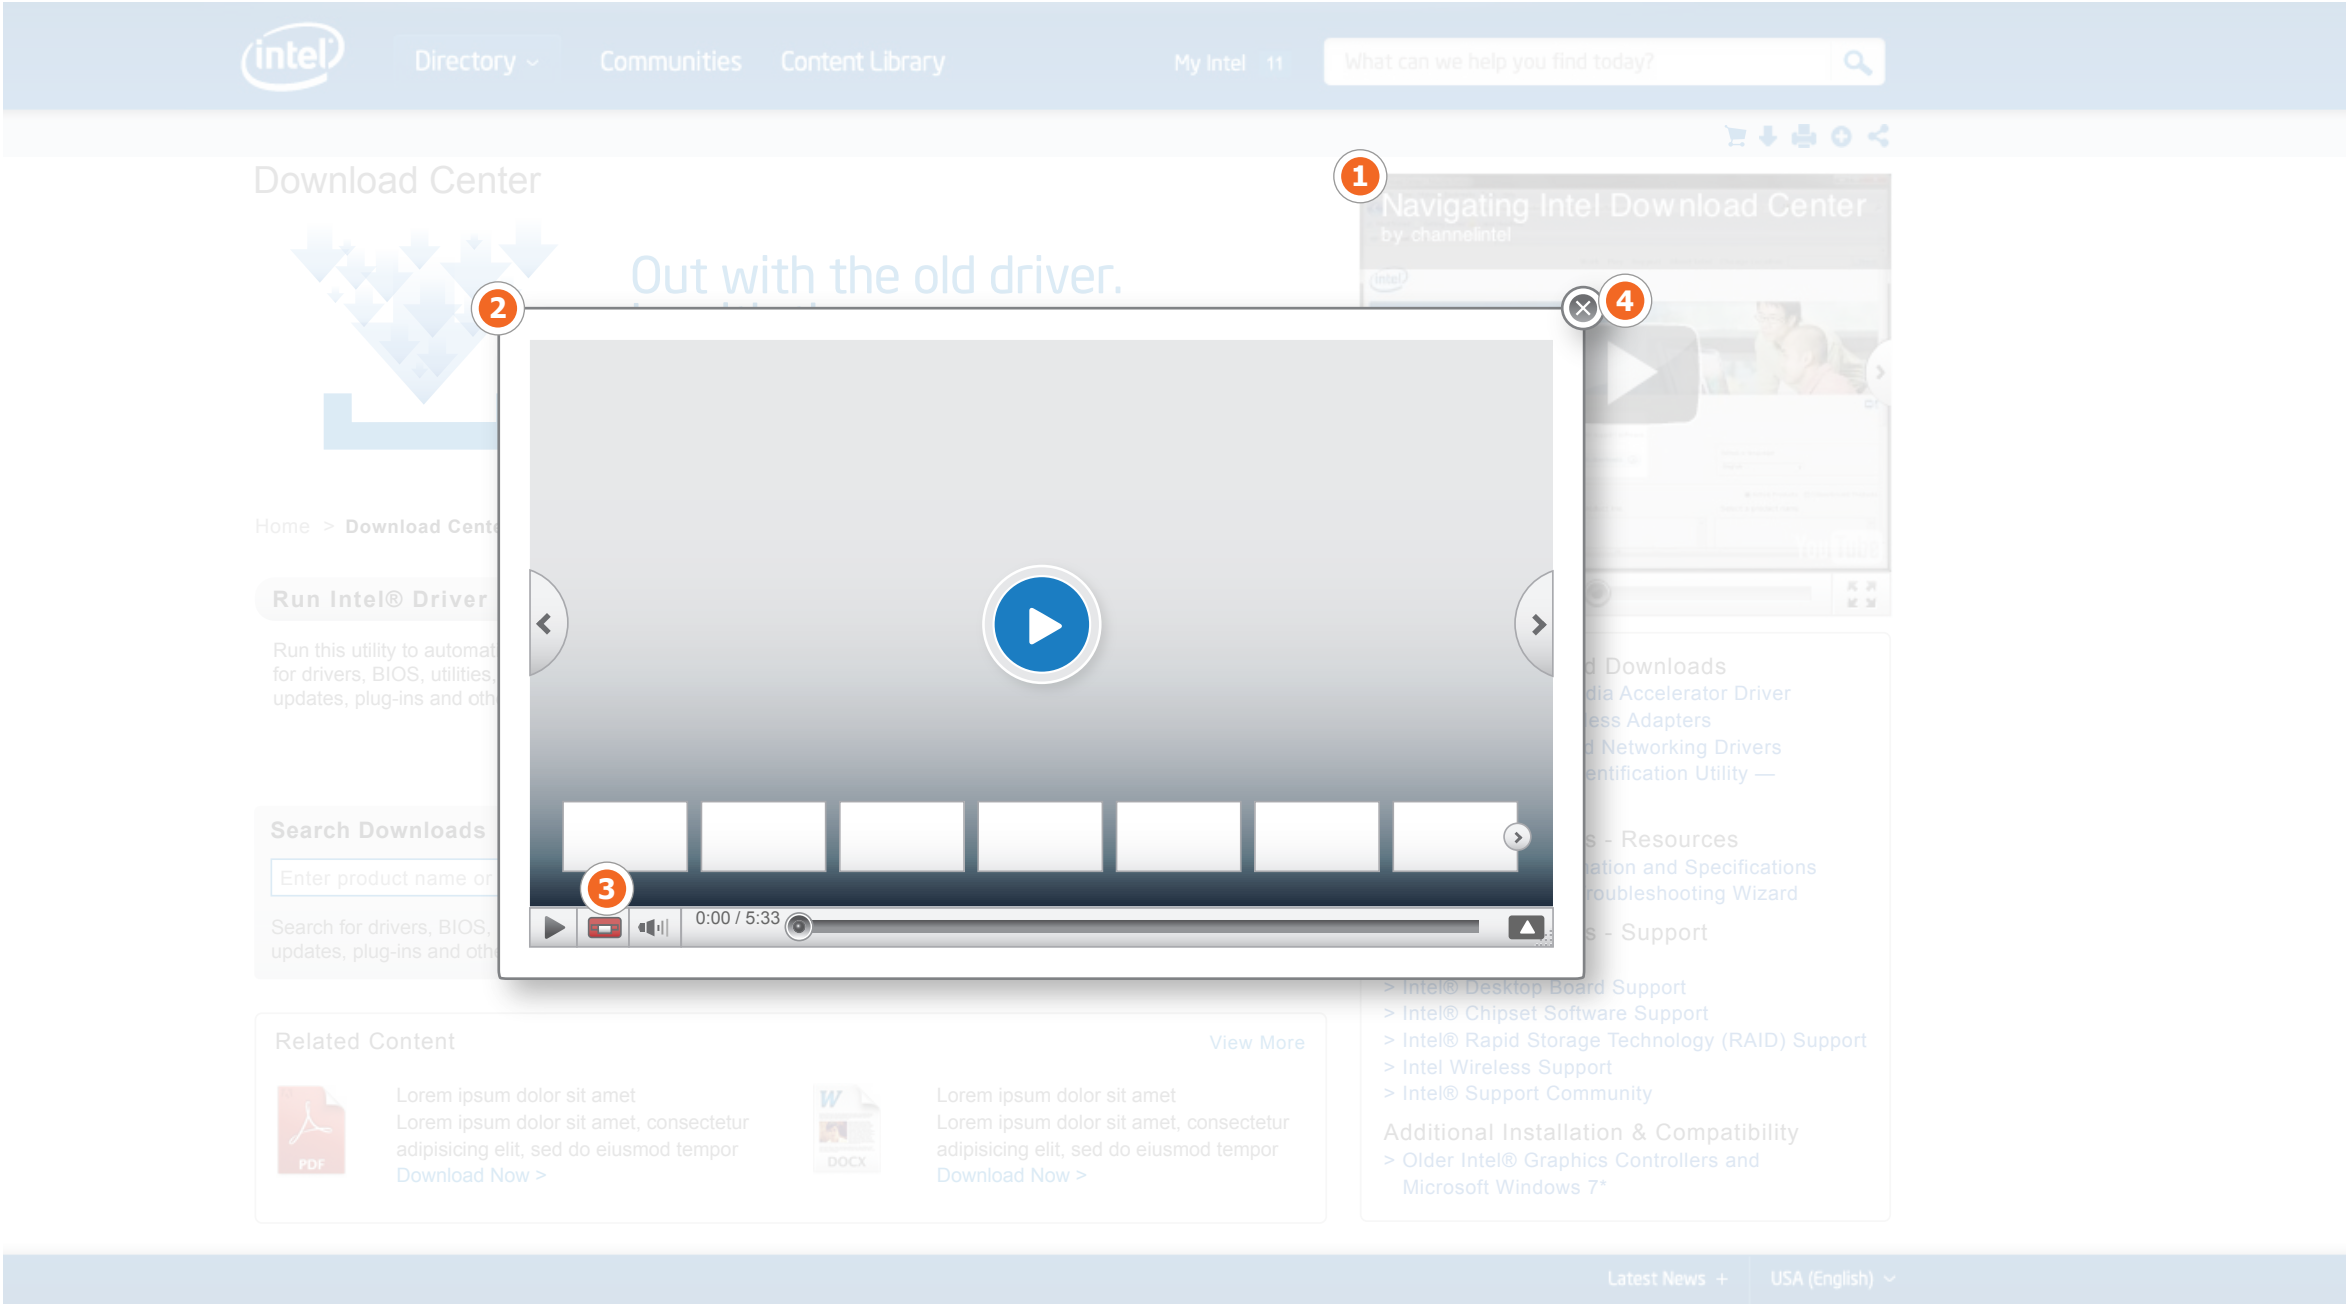 intel
Directory
Communities
Content Library
My Intel 11
What can we help you find today?
Download Center
1
Navigating Intel Download Center
by channelintel
(intel)
Out with the old driver.
2
4
Home > Download Cente
Run Intel® Driver
Run this utility to automat
for drivers, BIOS, utilities,
updates, plug-ins and oth
Search Downloads
Enter product name or
Search for drivers, BIOS,
updates, plug-ins and oth
3
0:00 / 5:33
YouTube
d Downloads
dia Accelerator Driver
ess Adapters
d Networking Drivers
entification Utility —
s - Resources
ation and Specifications
roubleshooting Wizard
s - Support
> Intel® Desktop Board Support
> Intel® Chipset Software Support
> Intel® Rapid Storage Technology (RAID) Support
> Intel Wireless Support
> Intel® Support Community
Additional Installation & Compatibility
> Older Intel® Graphics Controllers and
Microsoft Windows 7*
Related Content
View More
PDF
Lorem ipsum dolor sit amet
Lorem ipsum dolor sit amet, consectetur
adipisicing elit, sed do eiusmod tempor
Download Now >
W
DOCX
Lorem ipsum dolor sit amet
Lorem ipsum dolor sit amet, consectetur
adipisicing elit, sed do eiusmod tempor
Download Now >
Latest News +
USA (English)